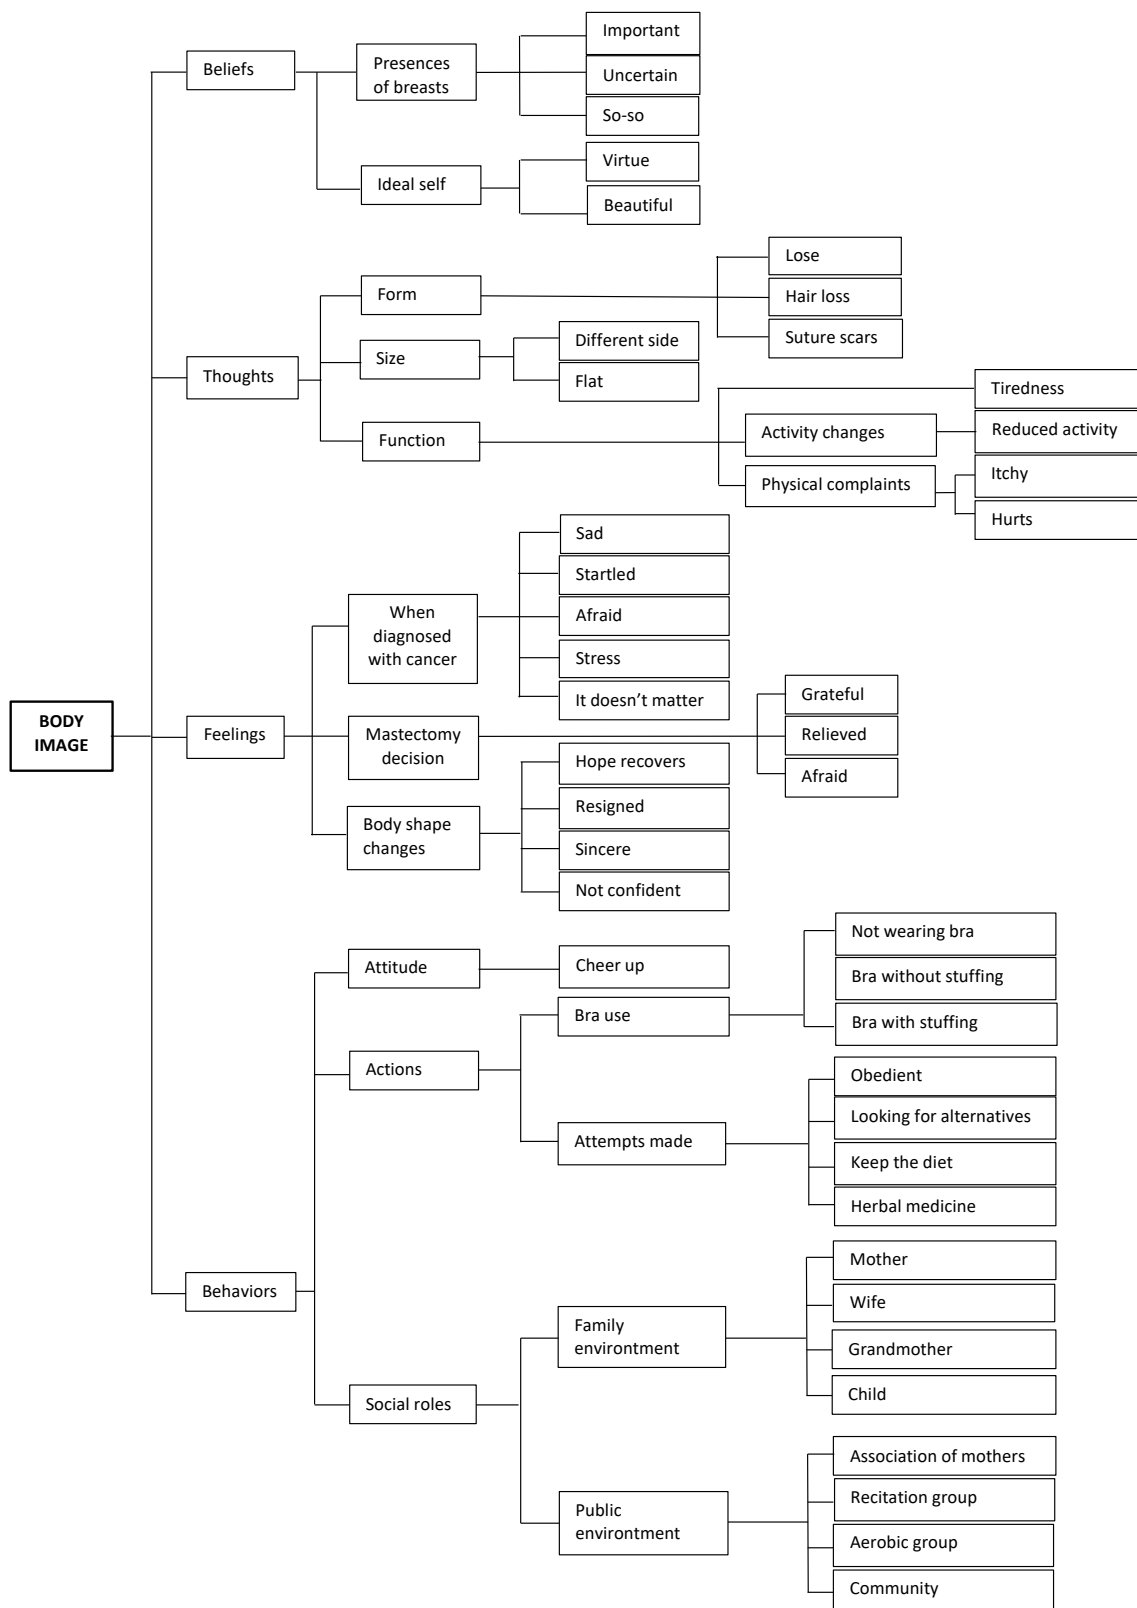 Important
Beliefs
Presences
of breasts
Uncertain
So-so
Virtue
Ideal self
Beautiful
Lose
Form
Hair loss
Suture scars
Different side
Size
Thoughts
Flat
Tiredness
Function
Activity changes
Reduced activity
Physical complaints
Itchy
Hurts
Sad
Startled
When
diagnosed
with cancer
Afraid
Stress
It doesn’t matter
Grateful
BODY
IMAGE
Feelings
Mastectomy
decision
Relieved
Hope recovers
Afraid
Resigned
Body shape
changes
Sincere
Not confident
Not wearing bra
Attitude
Cheer up
Bra without stuffing
Bra use
Bra with stuffing
Actions
Obedient
Looking for alternatives
Attempts made
Keep the diet
Herbal medicine
Mother
Behaviors
Wife
Family
environtment
Grandmother
Child
Social roles
Association of mothers
Recitation group
Public
environtment
Aerobic group
Community